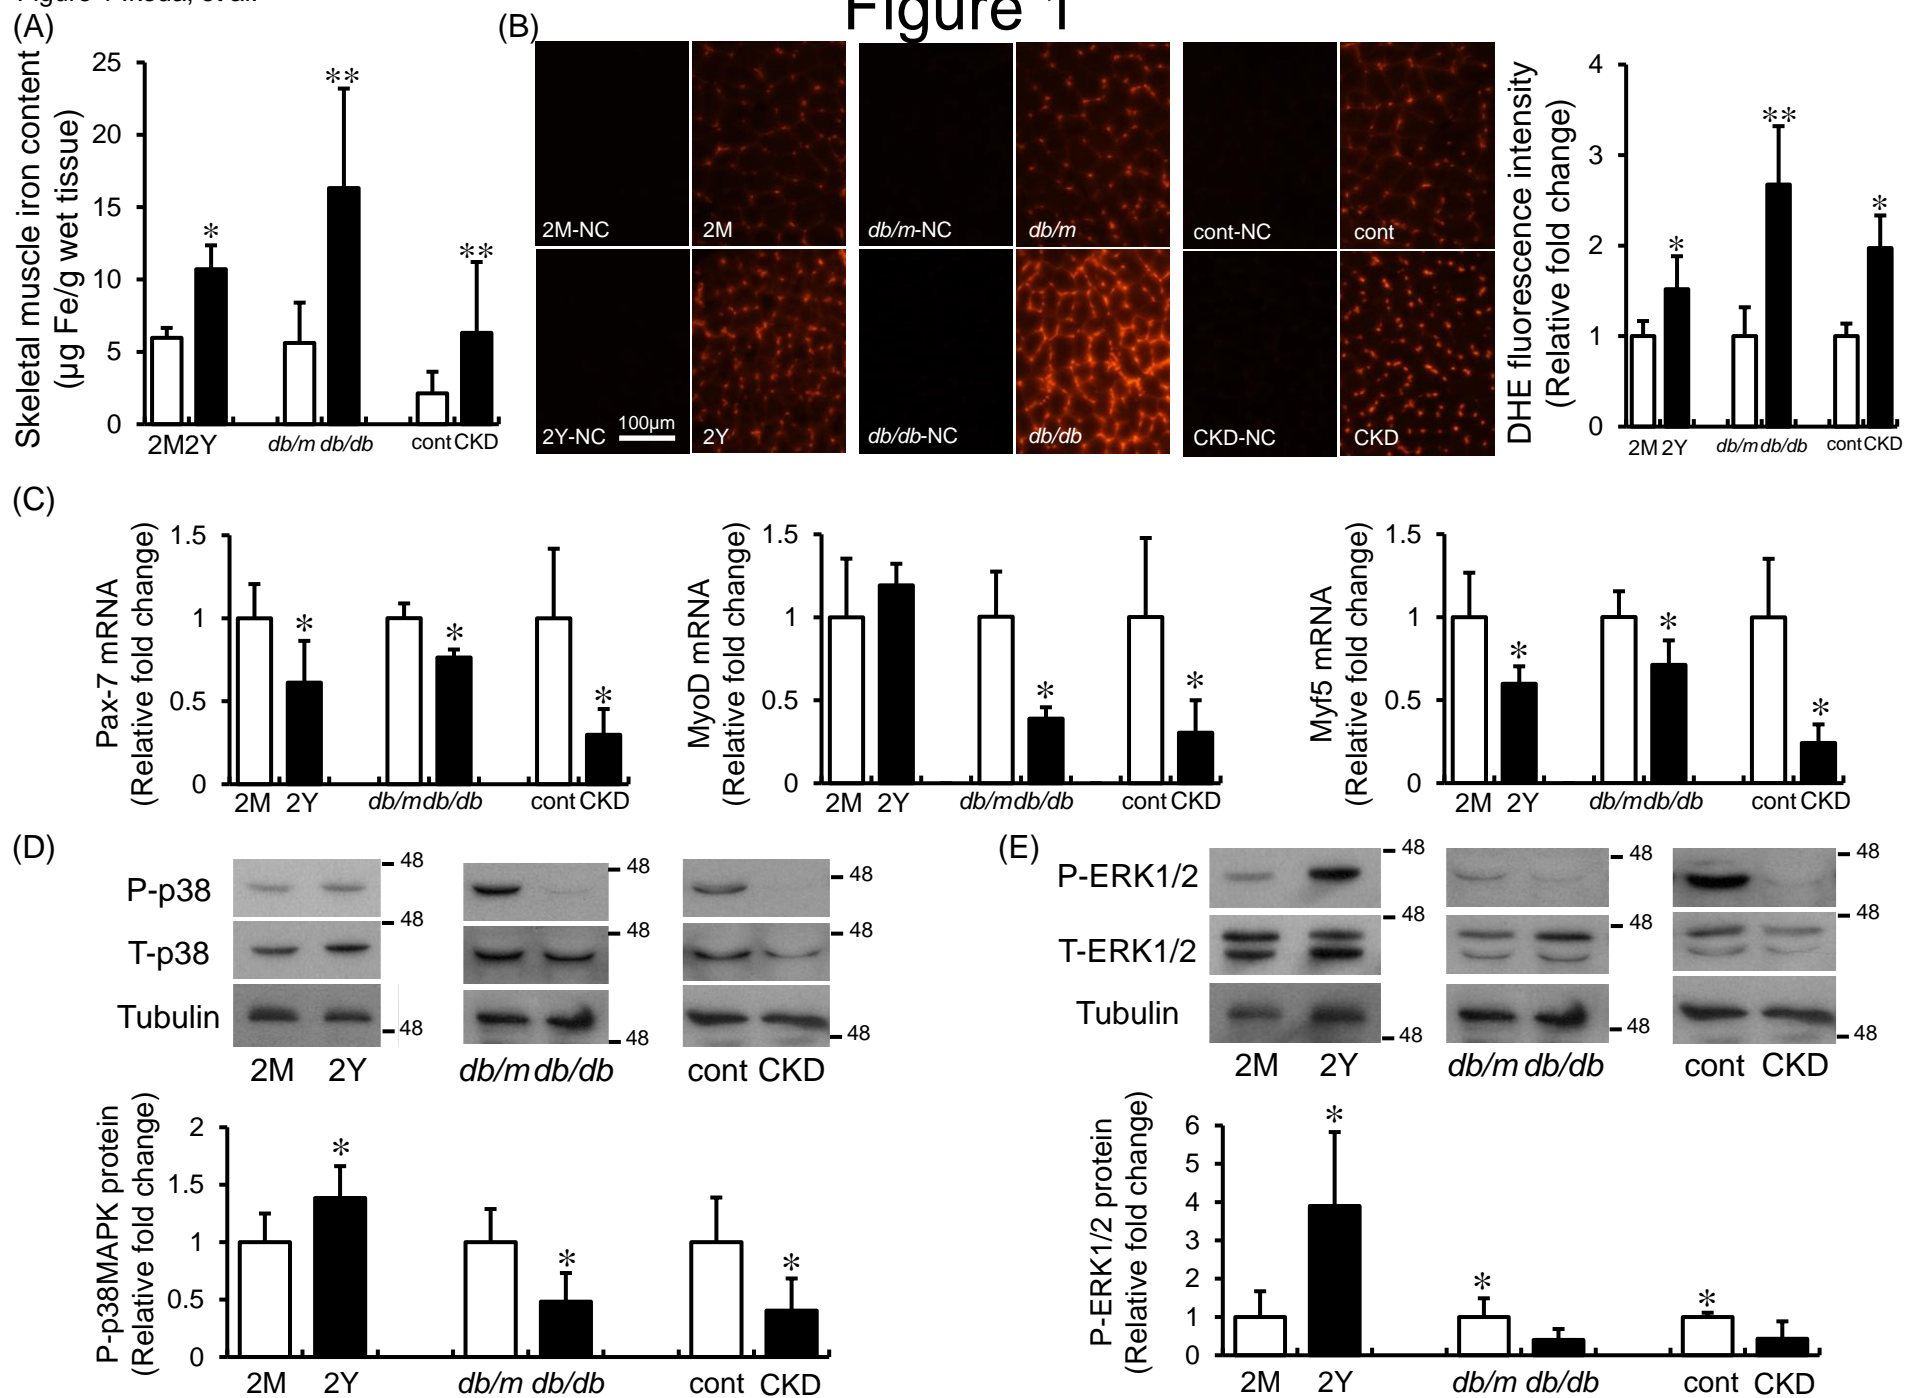 Figure 1
(A)
Skeletal muscle iron content
(µg Fe/g wet tissue)
25
20
15
10
5
0
* ** **
2M 2Y db/m db/db cont CKD
(B)
2M-NC 2M db/m-NC db/m cont-NC cont
2Y-NC 100µm 2Y db/db-NC db/db CKD-NC CKD
DHE fluorescence intensity
(Relative fold change)
4
3
2
1
0
* ** *
2M 2Y db/m db/db cont CKD
(C)
Pax-7 mRNA
(Relative fold change)
1.5
1
0.5
0
* * *
2M 2Y db/m db/db cont CKD
MyoD mRNA
(Relative fold change)
1.5
1
0.5
0
* *
2M 2Y db/m db/db cont CKD
Myf5 mRNA
(Relative fold change)
1.5
1
0.5
0
* * *
2M 2Y db/m db/db cont CKD
(D)
P-p38 48 48 48
T-p38 48 48 48
Tubulin 48 48 48
2M 2Y db/m db/db cont CKD
P-p38MAPK protein
(Relative fold change)
2
1.5
1
0.5
0
* * *
2M 2Y db/m db/db cont CKD
(E)
P-ERK1/2 48 48 48
T-ERK1/2 48 48 48
Tubulin 48 48 48
2M 2Y db/m db/db cont CKD
P-ERK1/2 protein
(Relative fold change)
6
5
4
3
2
1
0
* * *
2M 2Y db/m db/db cont CKD